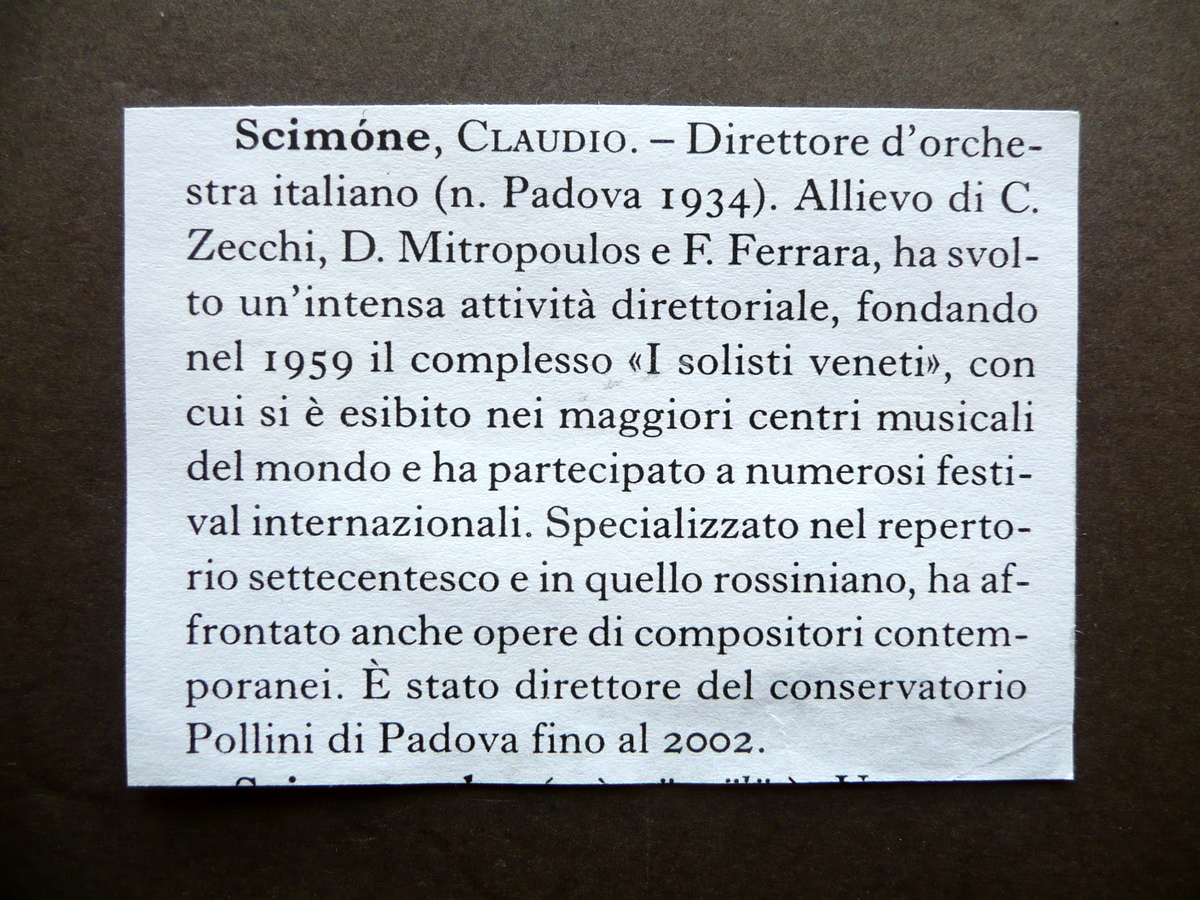 Scimóne, CLAUDIO. – Direttore d'orche-
stra italiano (n. Padova 1934). Allievo di C.
Zecchi, D. Mitropoulos e F. Ferrara, ha svol-
to un'intensa attività direttoriale, fondando
nel 1959 il complesso «I solisti veneti», con
cui si è esibito nei maggiori centri musicali
del mondo e ha partecipato a numerosi festi-
val internazionali. Specializzato nel reperto-
rio settecentesco e in quello rossiniano, ha af-
frontato anche opere di compositori contem-
poranei. È stato direttore del conservatorio
Pollini di Padova fino al 2002.